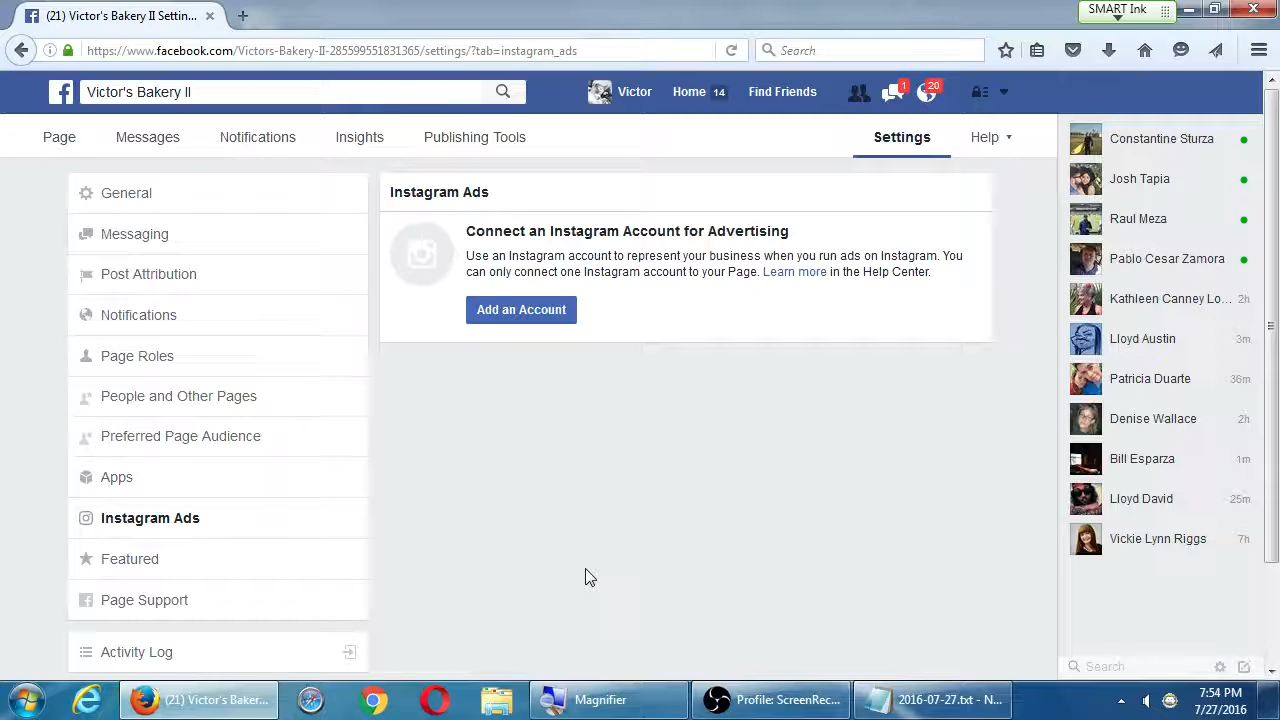 (21) Victor's Bakery II Settin...
SMART Ink
https://www.facebook.com/Victors-Bakery-II-285599551831365/settings/?tab=instagram_ads
Search
Victor's Bakery II
Victor
Home 14
Find Friends
1
20
Page
Messages
Notifications
Insights
Publishing Tools
Settings
Help
General
Messaging
Post Attribution
Notifications
Page Roles
People and Other Pages
Preferred Page Audience
Apps
Instagram Ads
Featured
Page Support
Activity Log
Instagram Ads
Connect an Instagram Account for Advertising
Use an Instagram account to represent your business when you run ads on Instagram. You
can only connect one Instagram account to your Page. Learn more in the Help Center.
Add an Account
Constantine Sturza
Josh Tapia
Raul Meza
Pablo Cesar Zamora
Kathleen Canney Lo... 2h
Lloyd Austin 3m
Patricia Duarte 36m
Denise Wallace 2h
Bill Esparza 1m
Lloyd David 25m
Vickie Lynn Riggs 7h
Search
(21) Victor's Baker...
Magnifier
Profile: ScreenRec...
2016-07-27.txt - N...
7:54 PM
7/27/2016